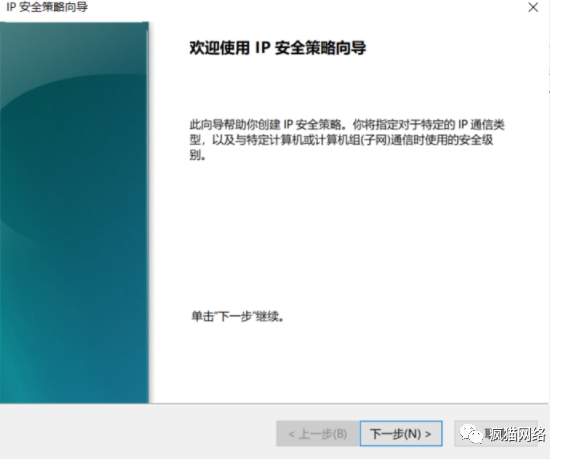 IP 安全策略向导
欢迎使用 IP 安全策略向导
此向导帮助你创建 IP 安全策略。你将指定对于特定的 IP 通信类
型，以及与特定计算机或计算机组(子网)通信时使用的安全级
别。
单击"下一步"继续。
< 上一步(B)
下一步(N) >
疯猫网络